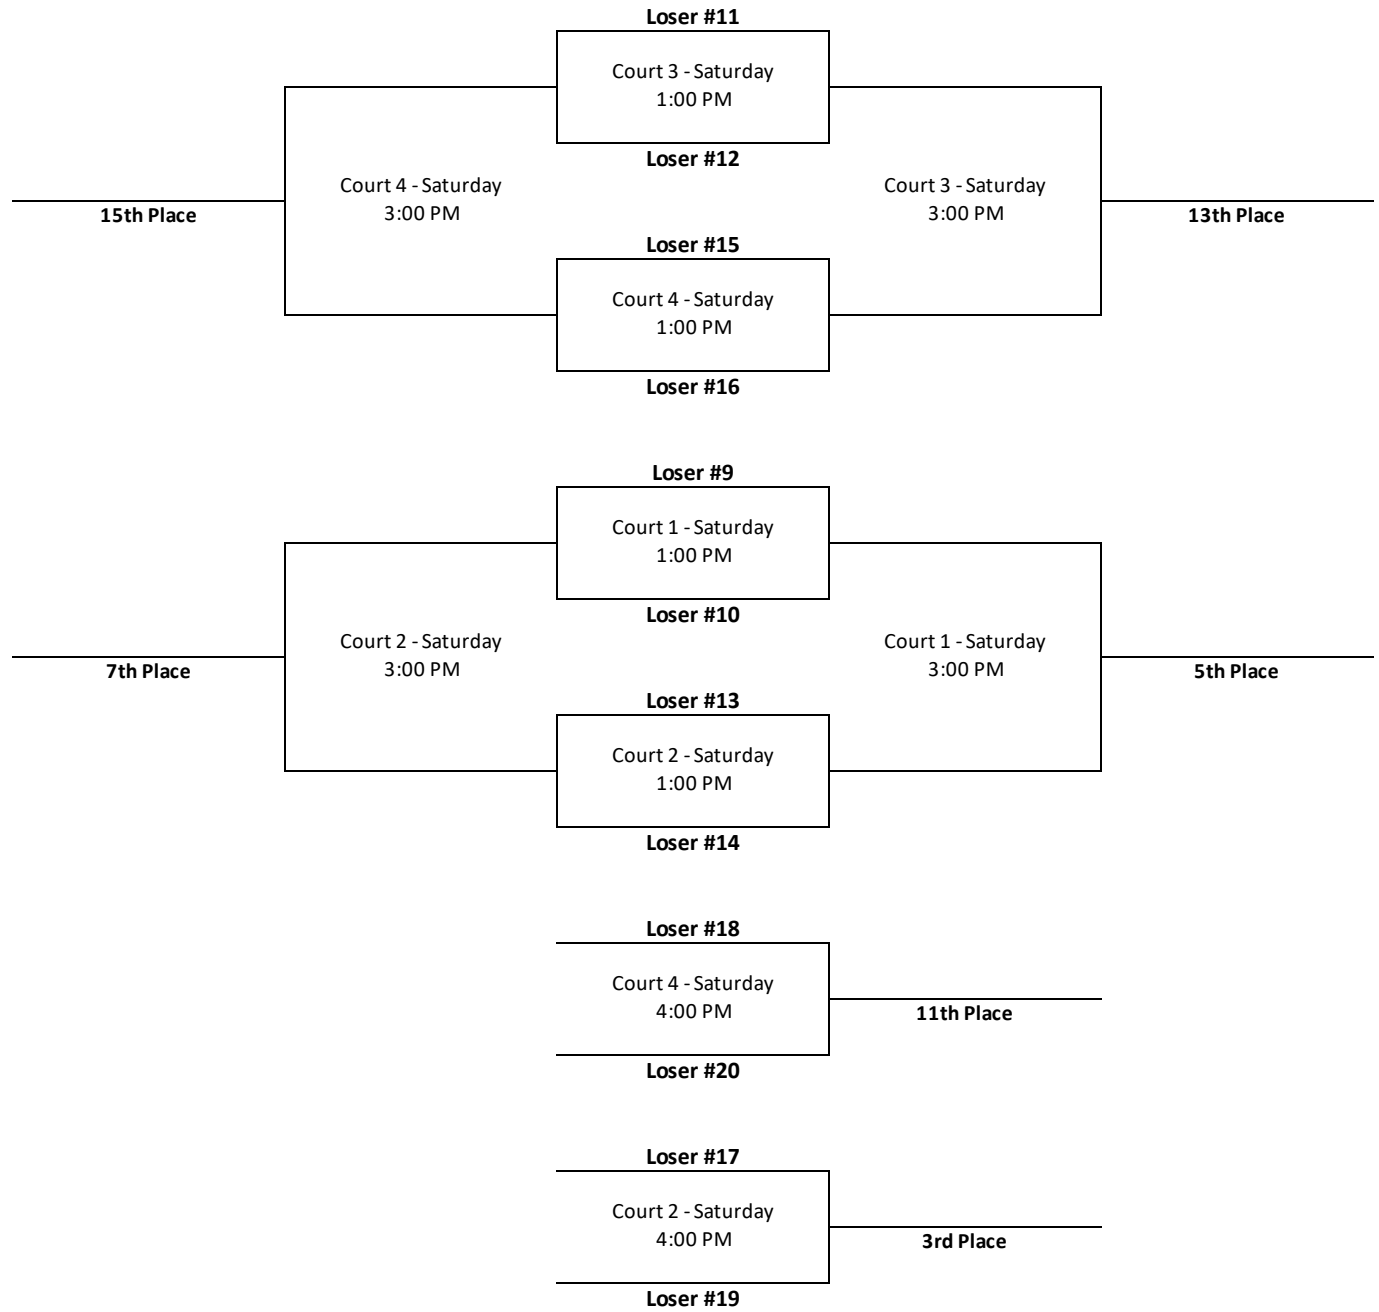 Loser #11
Court 3 - Saturday
1:00 PM
Loser #12
Court 4 - Saturday
3:00 PM
Court 3 - Saturday
3:00 PM
15th Place
13th Place
Loser #15
Court 4 - Saturday
1:00 PM
Loser #16
Loser #9
Court 1 - Saturday
1:00 PM
Loser #10
Court 2 - Saturday
3:00 PM
Court 1 - Saturday
3:00 PM
7th Place
5th Place
Loser #13
Court 2 - Saturday
1:00 PM
Loser #14
Loser #18
Court 4 - Saturday
4:00 PM
11th Place
Loser #20
Loser #17
Court 2 - Saturday
4:00 PM
3rd Place
Loser #19